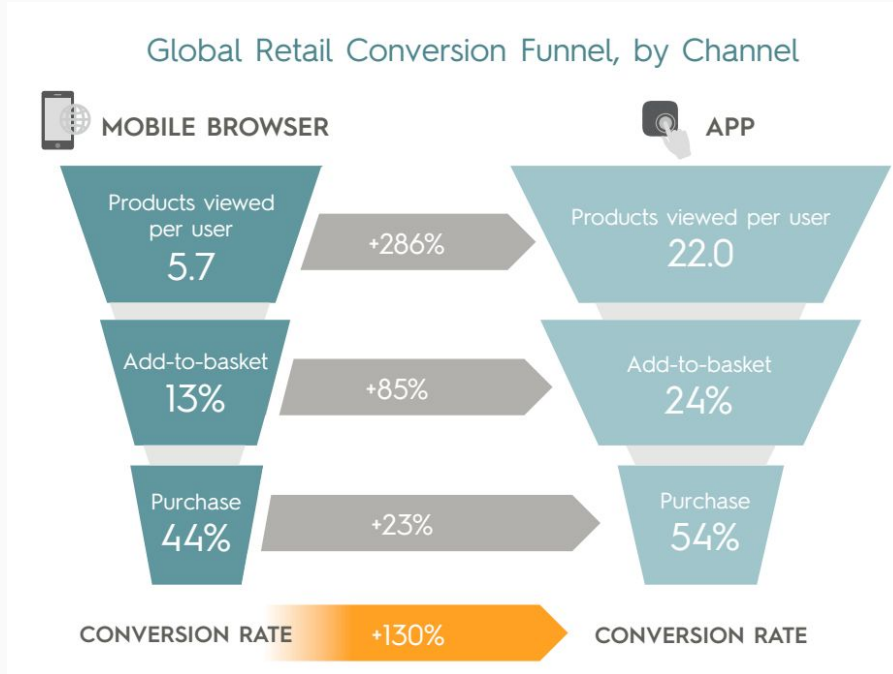 Global Retail Conversion Funnel, by Channel
MOBILE BROWSER
APP
Products viewed
per user
5.7
+286%
Products viewed per user
22.0
Add-to-basket
13%
+85%
Add-to-basket
24%
Purchase
44%
+23%
Purchase
54%
CONVERSION RATE
+130%
CONVERSION RATE